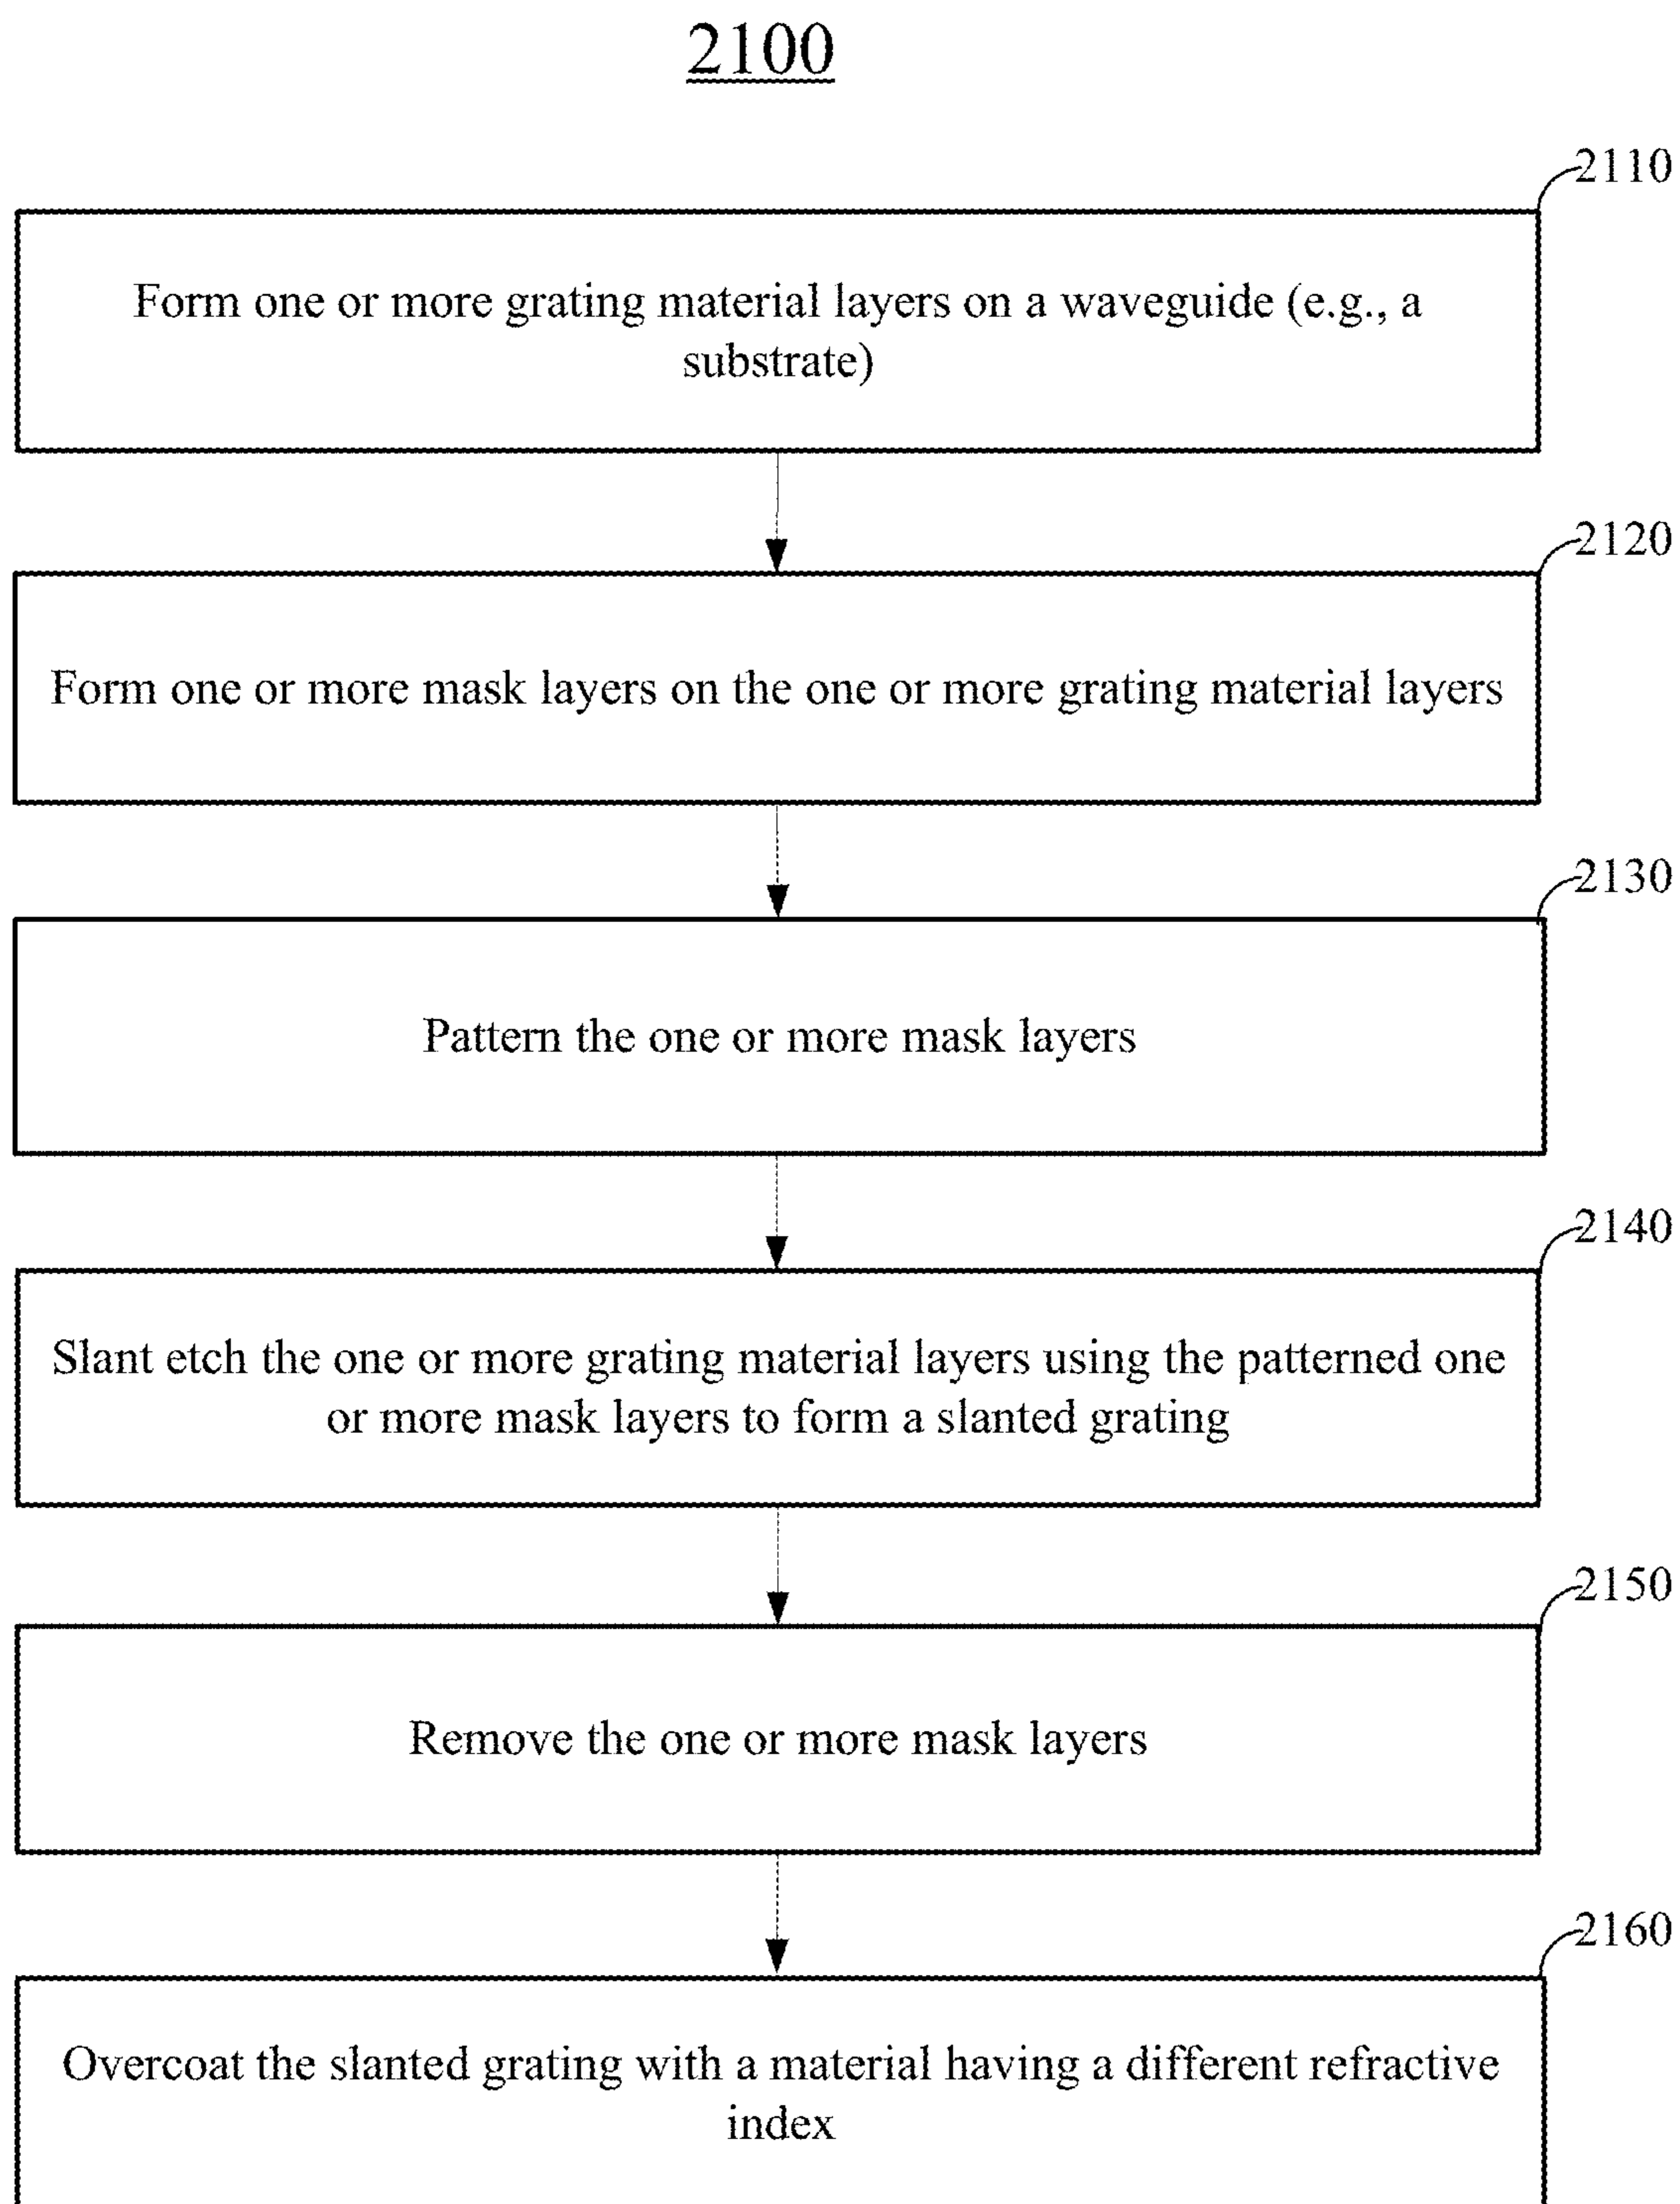 2100
2110
Form one or more grating material layers on a waveguide (e.g., a
substrate)
2120
Form one or more mask layers on the one or more grating material layers
2130
Pattern the one or more mask layers
2140
Slant etch the one or more grating material layers using the patterned one
or more mask layers to form a slanted grating
2150
Remove the one or more mask layers
2160
Overcoat the slanted grating with a material having a different refractive
index